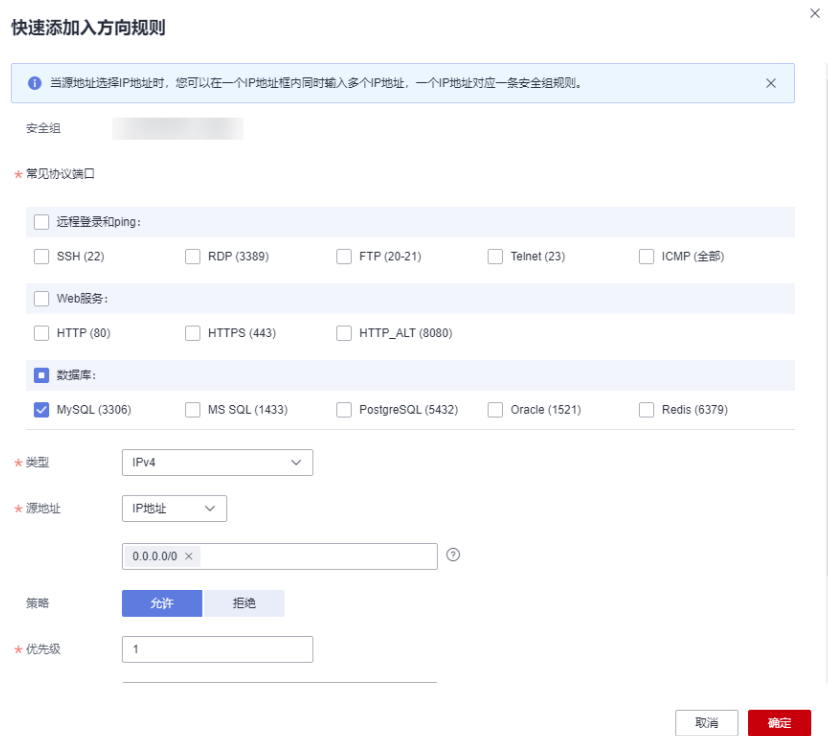 快速添加入方向规则
当源地址选择IP地址时，您可以在一个IP地址框内同时输入多个IP地址，一个IP地址对应一条安全组规则。
安全组
* 常见协议端口
远程登录和ping：
SSH (22) RDP (3389) FTP (20-21) Telnet (23) ICMP (全部)
Web服务：
HTTP (80) HTTPS (443) HTTP_ALT (8080)
数据库：
MySQL (3306) MS SQL (1433) PostgreSQL (5432) Oracle (1521) Redis (6379)
* 类型 IPv4
* 源地址 IP地址
0.0.0.0/0
策略 允许 拒绝
* 优先级 1
取消 确定